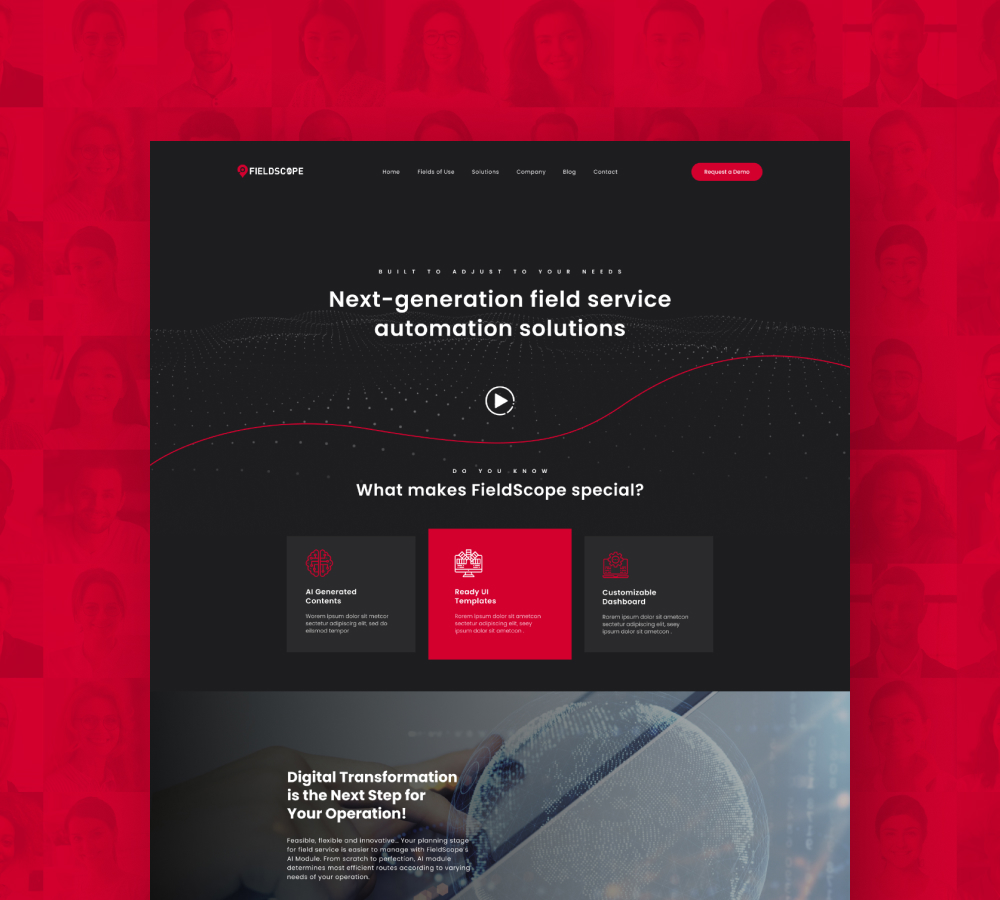 FIELDSCOPE
Home Fields of Use Solutions Company Blog Contact
Request a Demo
BUILT TO ADJUST TO YOUR NEEDS
Next-generation field service
automation solutions
DO YOU KNOW
What makes FieldScope special?
AI Generated
Contents
Worem ipsum dolor sit metcor
sectetur adipiscing elit, sed do
eismod tempor
Ready UI
Templates
Rorem ipsum dolor sit ametcon
sectetur adipiscing elit, seey
ipsum dolor sit ametcon .
Customizable
Dashboard
Rorem ipsum dolor sit ametcon
sectetur adipiscing elit, seey
ipsum dolor sit ametcon .
Digital Transformation
is the Next Step for
Your Operation!
Feasible, flexible and innovative... Your planning stage
for field service is easier to manage with FieldScope's
AI Module. From scratch to perfection, AI module
determines most efficient routes according to varying
needs of your operation.